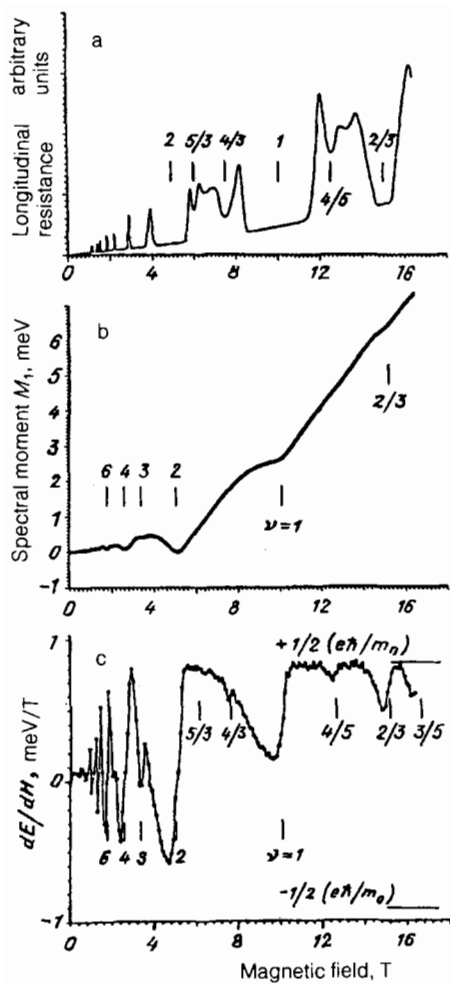 a
Longitudinal resistance
arbitrary units
2 5/3 4/3 1 2/3
4/5
0 4 8 12 16
b
Spectral moment M₁, meV
6
5
4
3
2
1
0
−1
6 4 3 2
ν=1
2/3
0 4 8 12 16
c
dE/dH, meV/T
1
0
−1
+1/2 (eħ/m₀)
5/3 4/3 4/5 2/3 3/5
6 4 3 2 ν=1
−1/2 (eħ/m₀)
0 4 8 12 16
Magnetic field, T